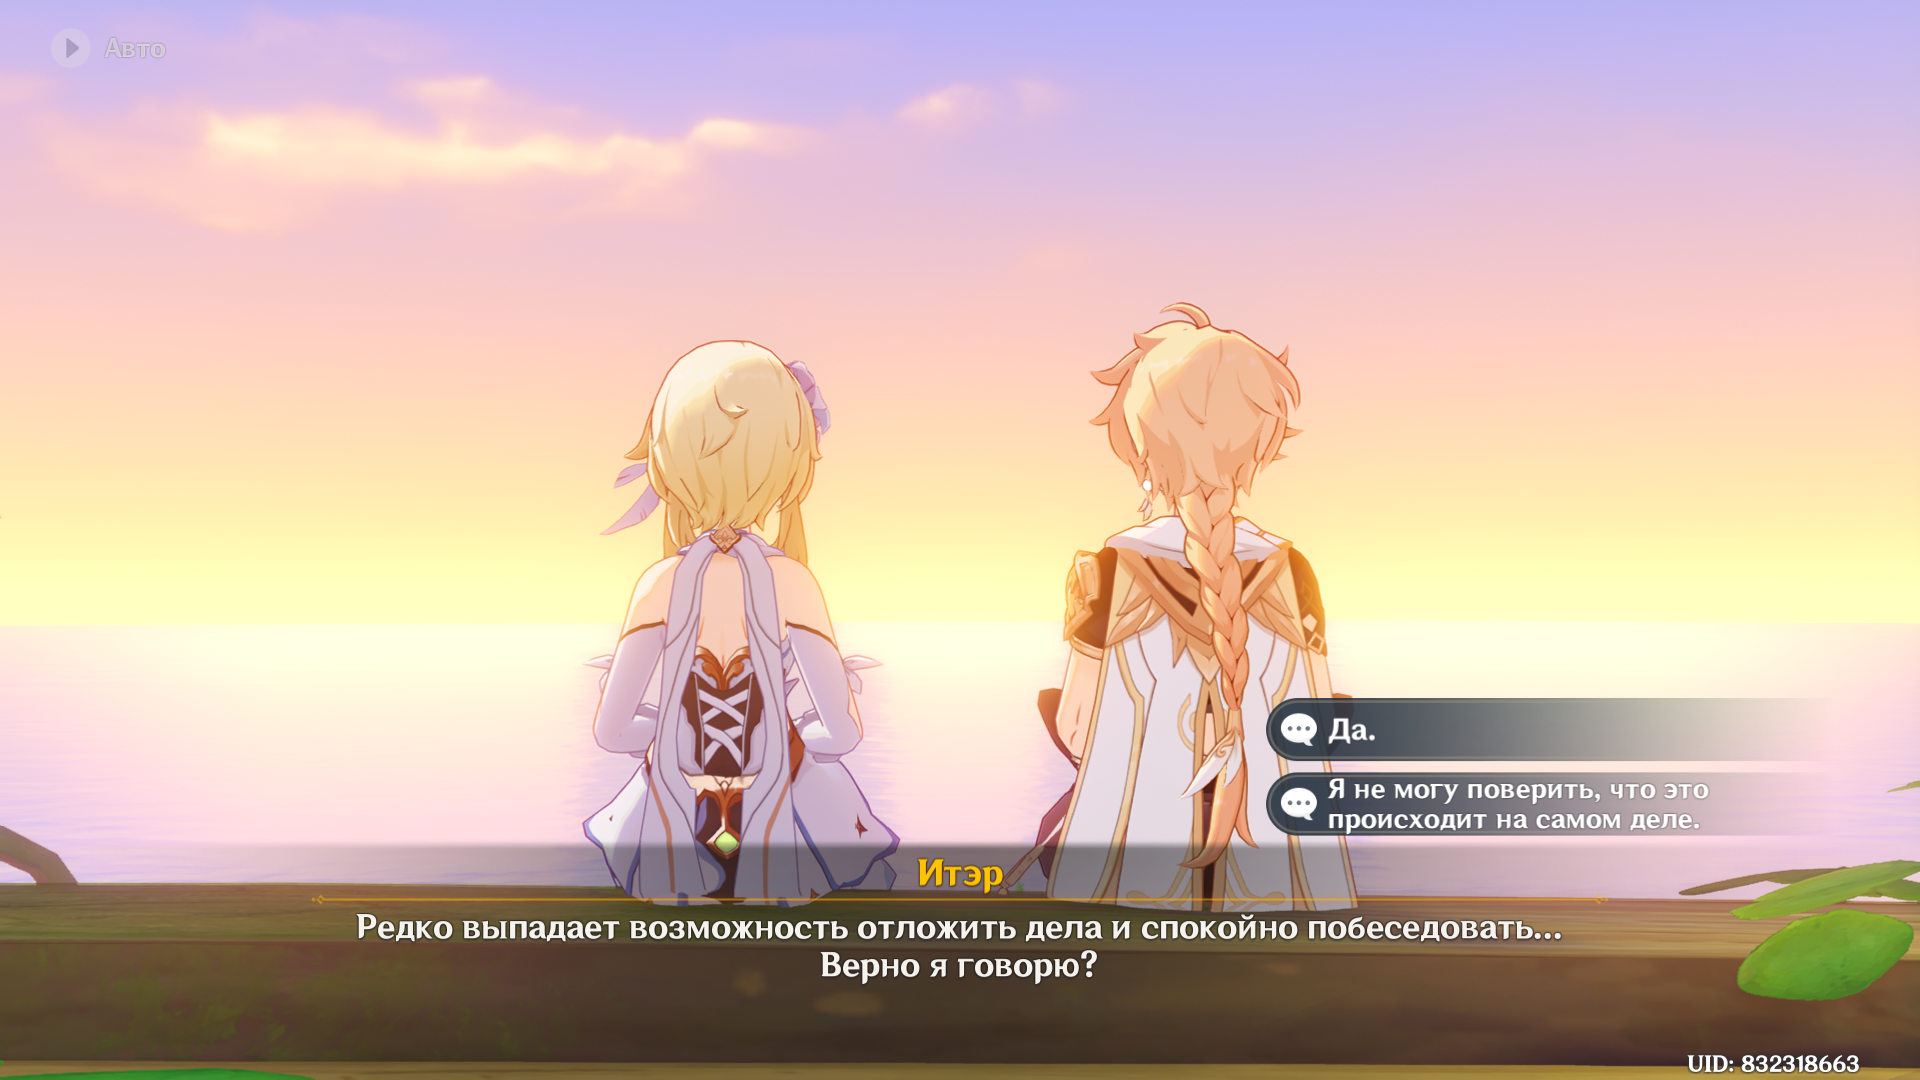 Авто
Да.
Я не могу поверить, что это
происходит на самом деле.
Итэр
Редко выпадает возможность отложить дела и спокойно побеседовать...
Верно я говорю?
UID: 832318663